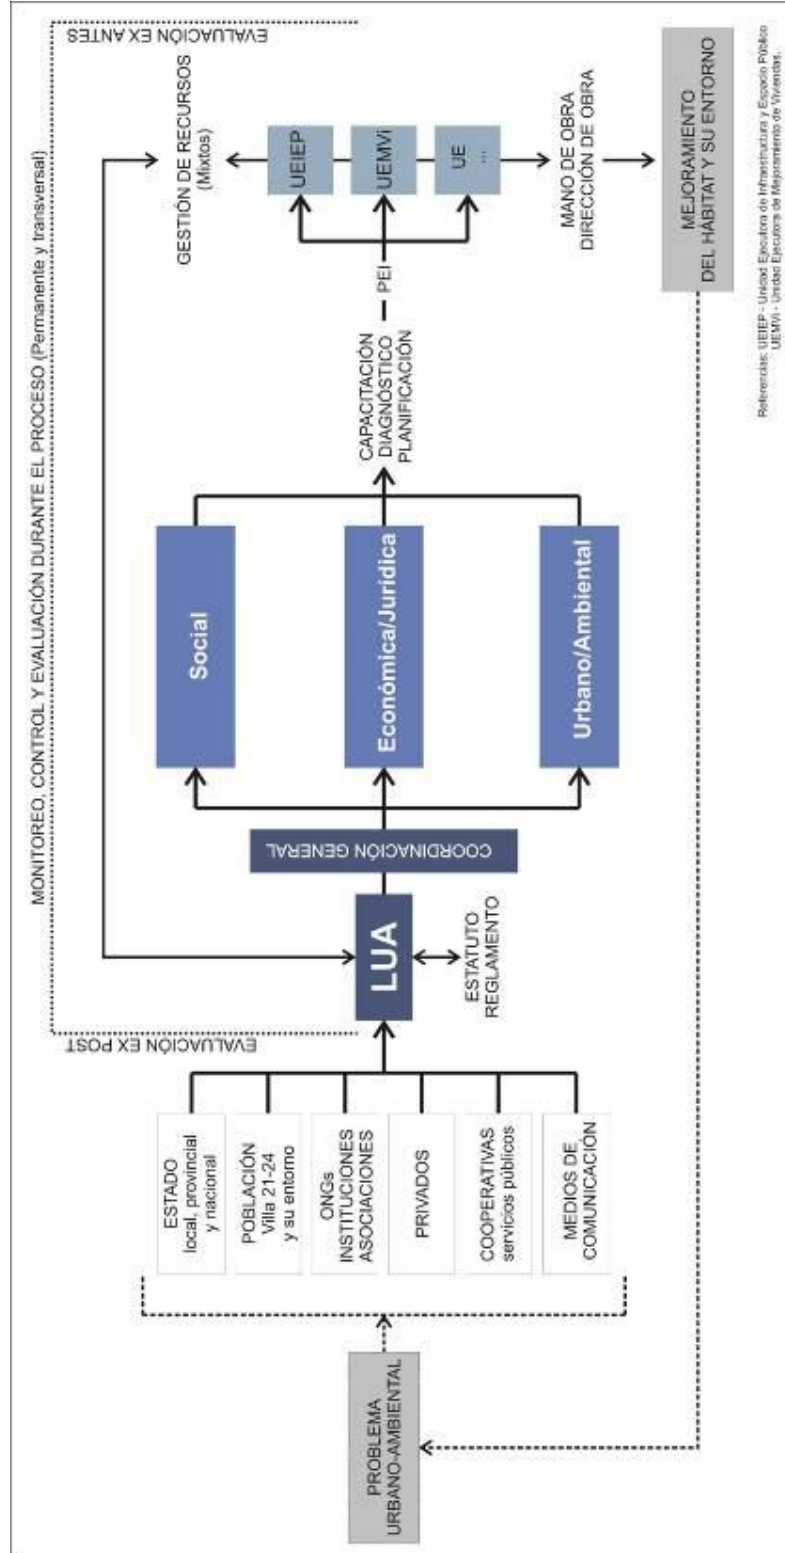 MONITOREO, CONTROL Y EVALUACIÓN DURANTE EL PROCESO (Permanente y transversal)
EVALUACIÓN EX POST
EVALUACIÓN EX ANTES
PROBLEMA
URBANO-AMBIENTAL
ESTADO
local, provincial
y nacional
POBLACIÓN
Villa 21-24
y su entorno
ONGs
INSTITUCIONES
ASOCIACIONES
PRIVADOS
COOPERATIVAS
servicios públicos
MEDIOS DE
COMUNICACIÓN
LUA
ESTATUTO
REGLAMENTO
COORDINACIÓN GENERAL
Social
Económica/Jurídica
Urbano/Ambiental
CAPACITACIÓN
DIAGNÓSTICO
PLANIFICACIÓN
PEI
GESTIÓN DE RECURSOS
(Mixtos)
UEIEP
UEMVi
UE
...
MANO DE OBRA
DIRECCIÓN DE OBRA
MEJORAMIENTO
DEL HÁBITAT Y SU ENTORNO
Referencias: UEIEP - Unidad Ejecutora de Infraestructura y Espacio Público
UEMVi - Unidad Ejecutora de Mejoramiento de Viviendas.